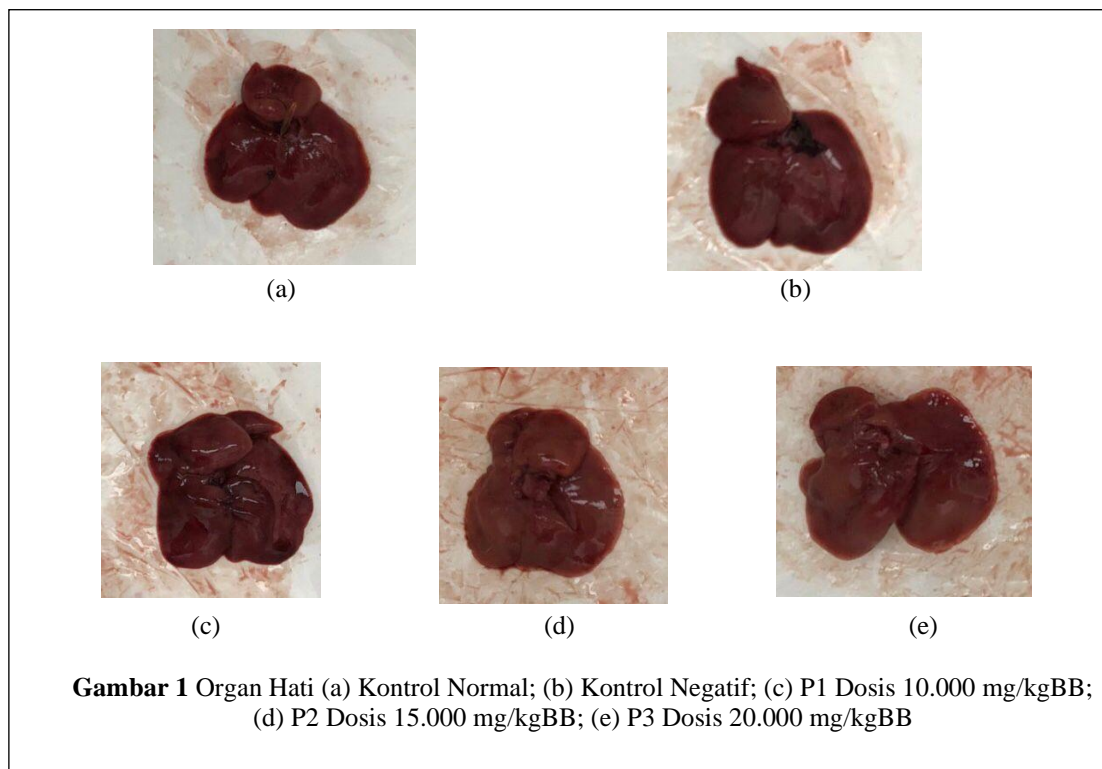 (a)
(b)
(c)
(d)
(e)
Gambar 1 Organ Hati (a) Kontrol Normal; (b) Kontrol Negatif; (c) P1 Dosis 10.000 mg/kgBB;
(d) P2 Dosis 15.000 mg/kgBB; (e) P3 Dosis 20.000 mg/kgBB